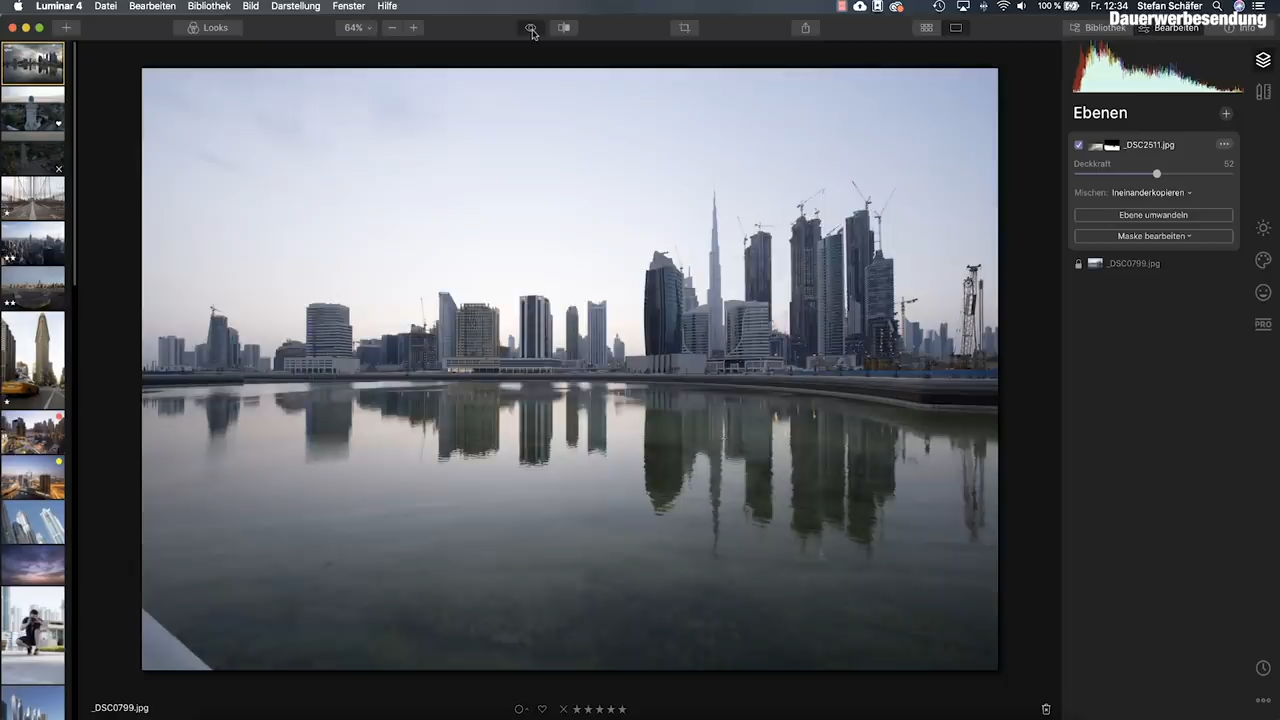 Luminar 4 Datei Bearbeiten Bibliothek Bild Darstellung Fenster Hilfe
100 % Fr. 12:34 Stefan Schäfer
Dauerwerbesendung
Looks
64%
Bibliothek Bearbeiten Info
Ebenen
_DSC2511.jpg
Deckkraft 52
Mischen: Ineinanderkopieren
Ebene umwandeln
Maske bearbeiten
_DSC0799.jpg
PRO
_DSC0799.jpg